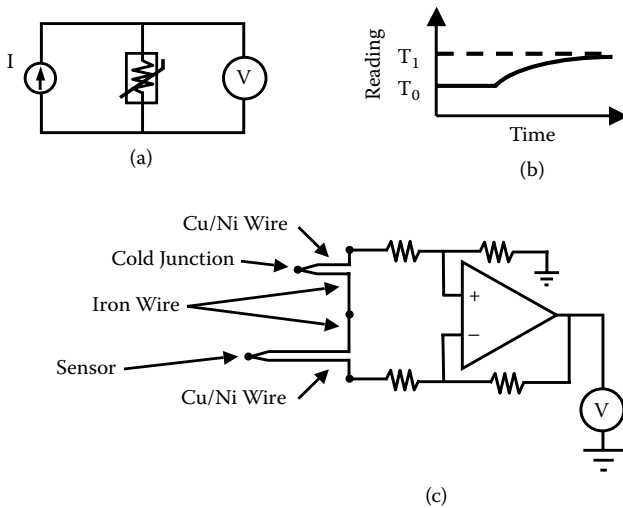 I
V
(a)
Reading
T1
T0
Time
(b)
Cu/Ni Wire
Cold Junction
Iron Wire
Sensor
Cu/Ni Wire
+
−
V
(c)